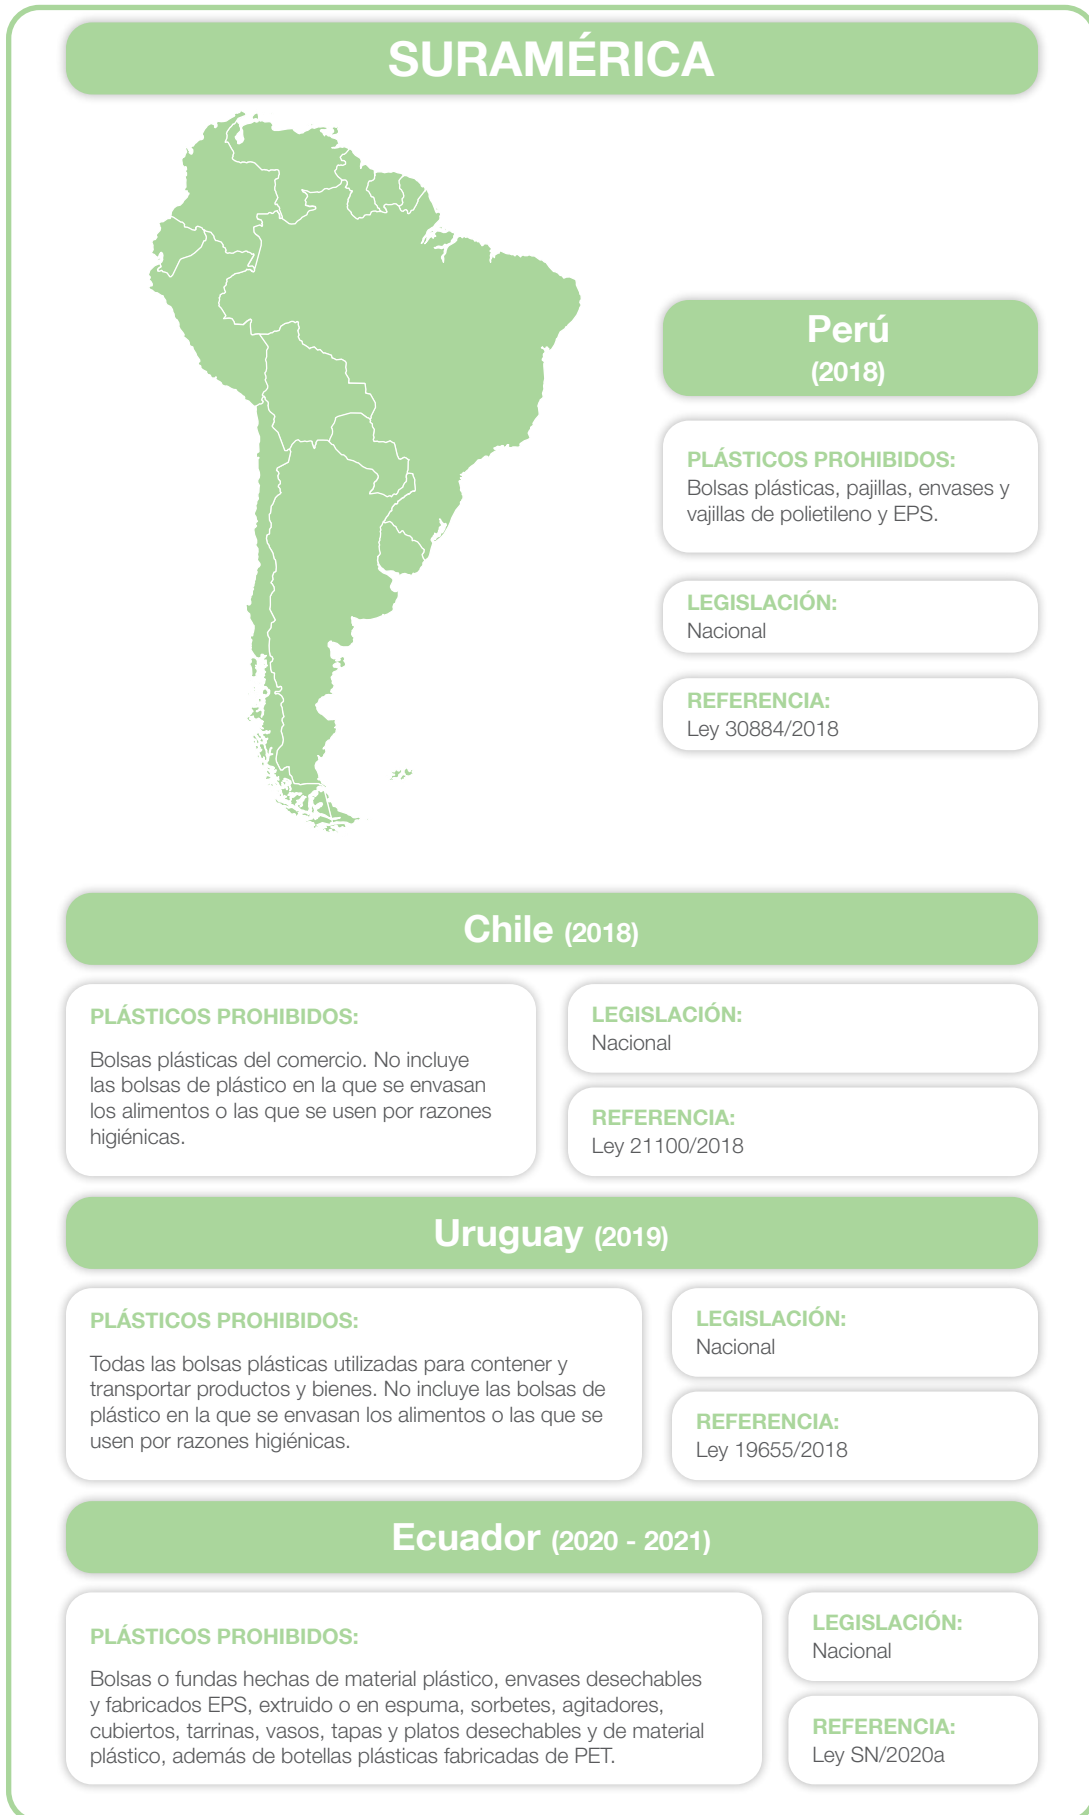 SURAMÉRICA
Perú
(2018)
PLÁSTICOS PROHIBIDOS:
Bolsas plásticas, pajillas, envases y
vajillas de polietileno y EPS.
LEGISLACIÓN:
Nacional
REFERENCIA:
Ley 30884/2018
Chile (2018)
PLÁSTICOS PROHIBIDOS:
Bolsas plásticas del comercio. No incluye
las bolsas de plástico en la que se envasan
los alimentos o las que se usen por razones
higiénicas.
LEGISLACIÓN:
Nacional
REFERENCIA:
Ley 21100/2018
Uruguay (2019)
PLÁSTICOS PROHIBIDOS:
Todas las bolsas plásticas utilizadas para contener y
transportar productos y bienes. No incluye las bolsas de
plástico en la que se envasan los alimentos o las que se
usen por razones higiénicas.
LEGISLACIÓN:
Nacional
REFERENCIA:
Ley 19655/2018
Ecuador (2020 - 2021)
PLÁSTICOS PROHIBIDOS:
Bolsas o fundas hechas de material plástico, envases desechables
y fabricados EPS, extruido o en espuma, sorbetes, agitadores,
cubiertos, tarrinas, vasos, tapas y platos desechables y de material
plástico, además de botellas plásticas fabricadas de PET.
LEGISLACIÓN:
Nacional
REFERENCIA:
Ley SN/2020a